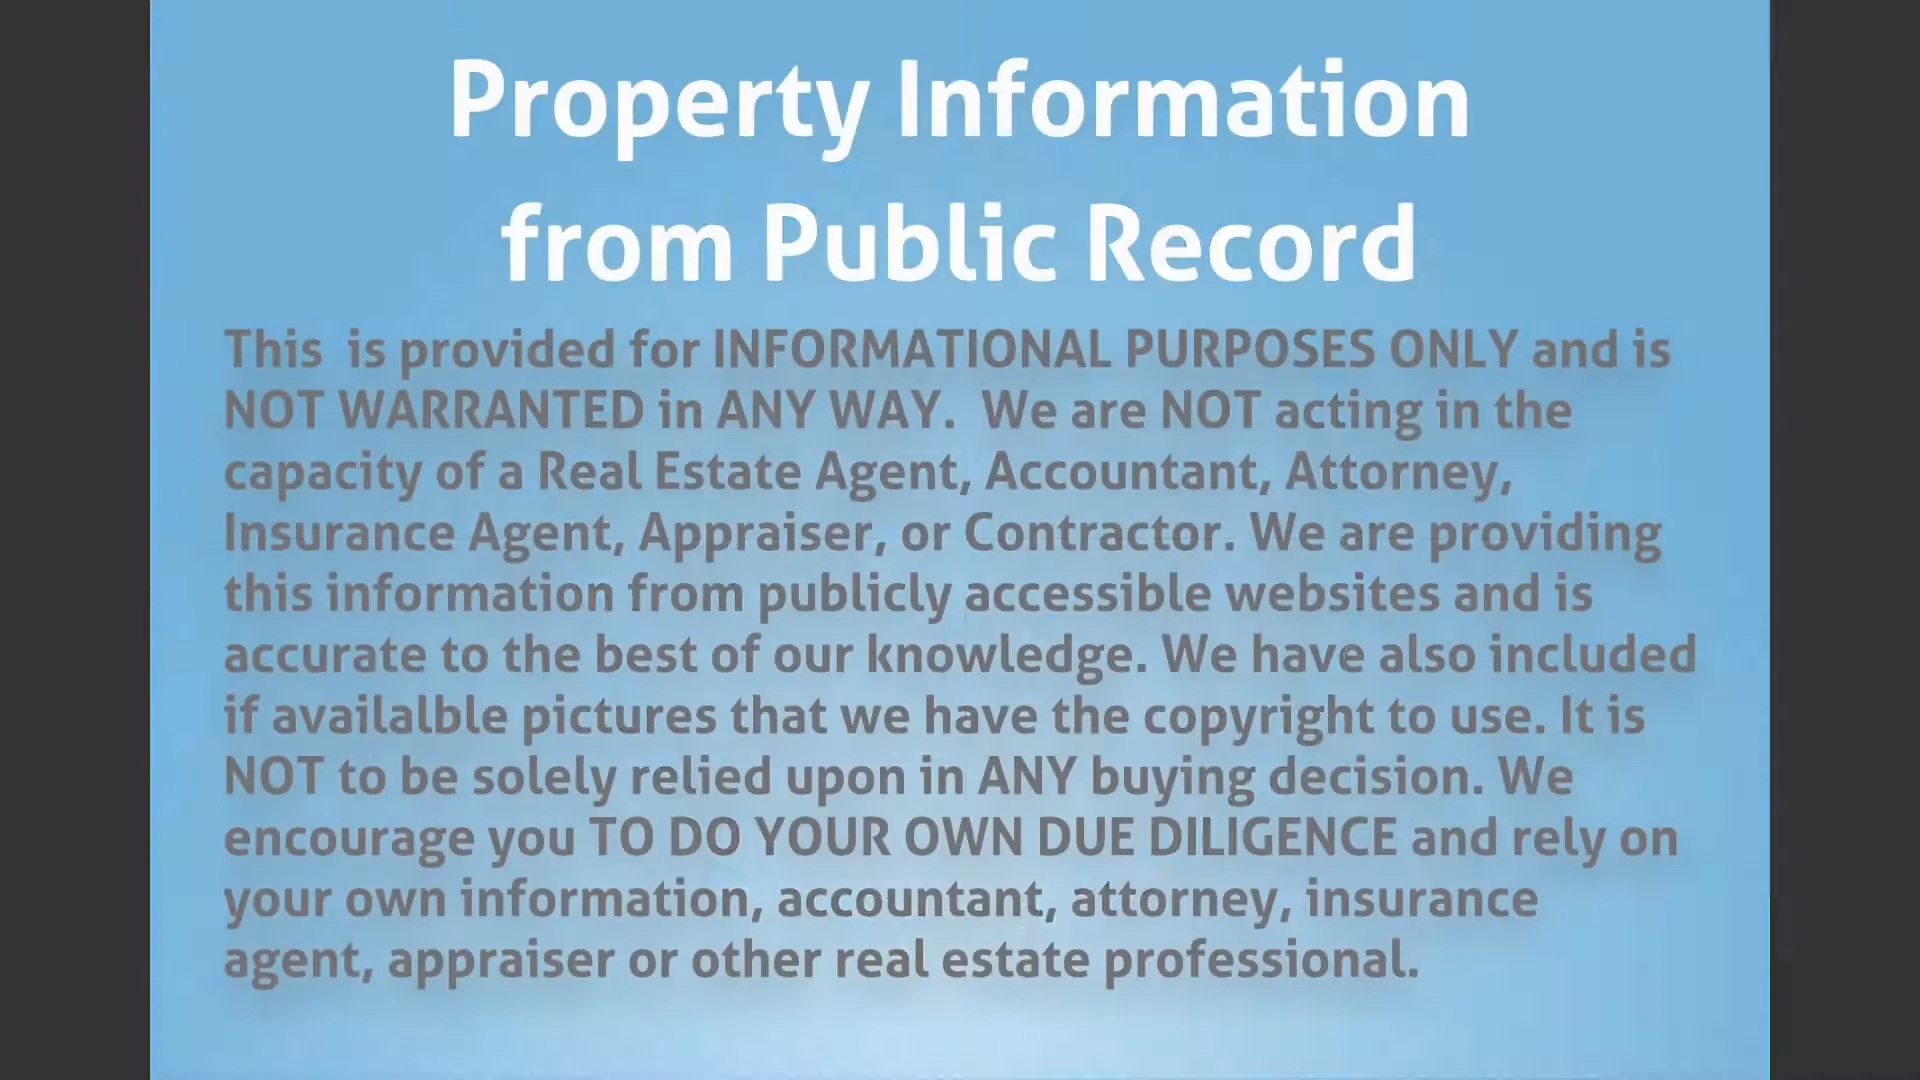 Property Information
from Public Record
This  is provided for INFORMATIONAL PURPOSES ONLY and is
NOT WARRANTED in ANY WAY.  We are NOT acting in the
capacity of a Real Estate Agent, Accountant, Attorney,
Insurance Agent, Appraiser, or Contractor. We are providing
this information from publicly accessible websites and is
accurate to the best of our knowledge. We have also included
if availalble pictures that we have the copyright to use. It is
NOT to be solely relied upon in ANY buying decision. We
encourage you TO DO YOUR OWN DUE DILIGENCE and rely on
your own information, accountant, attorney, insurance
agent, appraiser or other real estate professional.